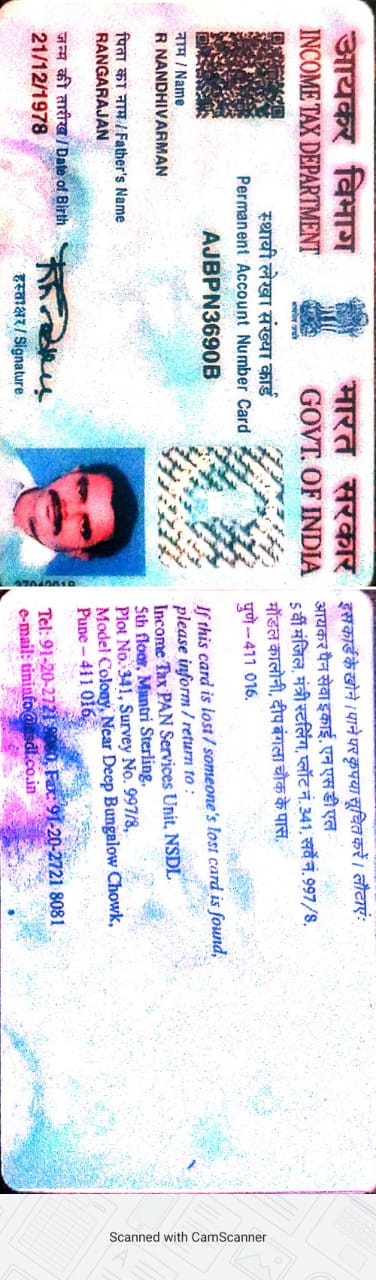 आयकर विभाग
INCOME TAX DEPARTMENT
भारत सरकार
GOVT. OF INDIA
स्थायी लेखा संख्या कार्ड
Permanent Account Number Card
AJBPN3690B
नाम / Name
R NANDHIVARMAN
पिता का नाम / Father's Name
RANGARAJAN
जन्म की तारीख / Date of Birth
21/12/1978
हस्ताक्षर / Signature
इस कार्ड के खोने / पाने पर कृपया सूचित करें / लौटाएं:
आयकर पैन सेवा इकाई, एन एस डी एल
5 वी मंजिल, मंत्री स्टर्लिंग, प्लॉट नं. 341, सर्वे नं. 997/8,
मॉडल कालोनी, दीप बंगला चौक के पास,
पुणे – 411 016.
If this card is lost / someone's lost card is found,
please inform / return to :
Income Tax PAN Services Unit, NSDL
5th floor, Mantri Sterling,
Plot No. 341, Survey No. 997/8,
Model Colony, Near Deep Bungalow Chowk,
Pune – 411 016.
Tel: 91-20-2721 8080, Fax: 91-20-2721 8081
e-mail: @nsdl.co.in
Scanned with CamScanner